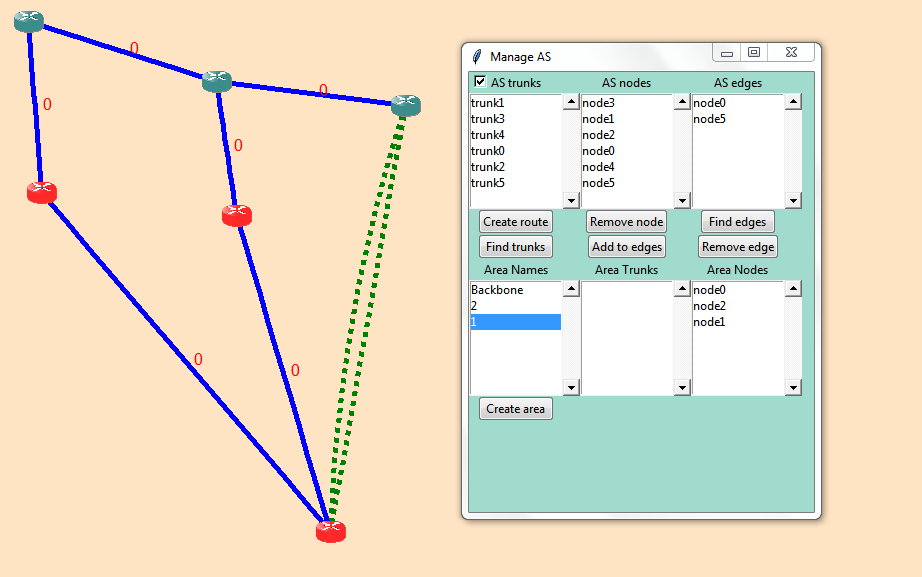 0
0
0
0
0
0
Manage AS
AS trunks AS nodes AS edges
trunk1 node3 node0
trunk3 node1 node5
trunk4 node2
trunk0 node0
trunk2 node4
trunk5 node5
Create route Remove node Find edges
Find trunks Add to edges Remove edge
Area Names Area Trunks Area Nodes
Backbone node0
2 node2
1 node1
Create area